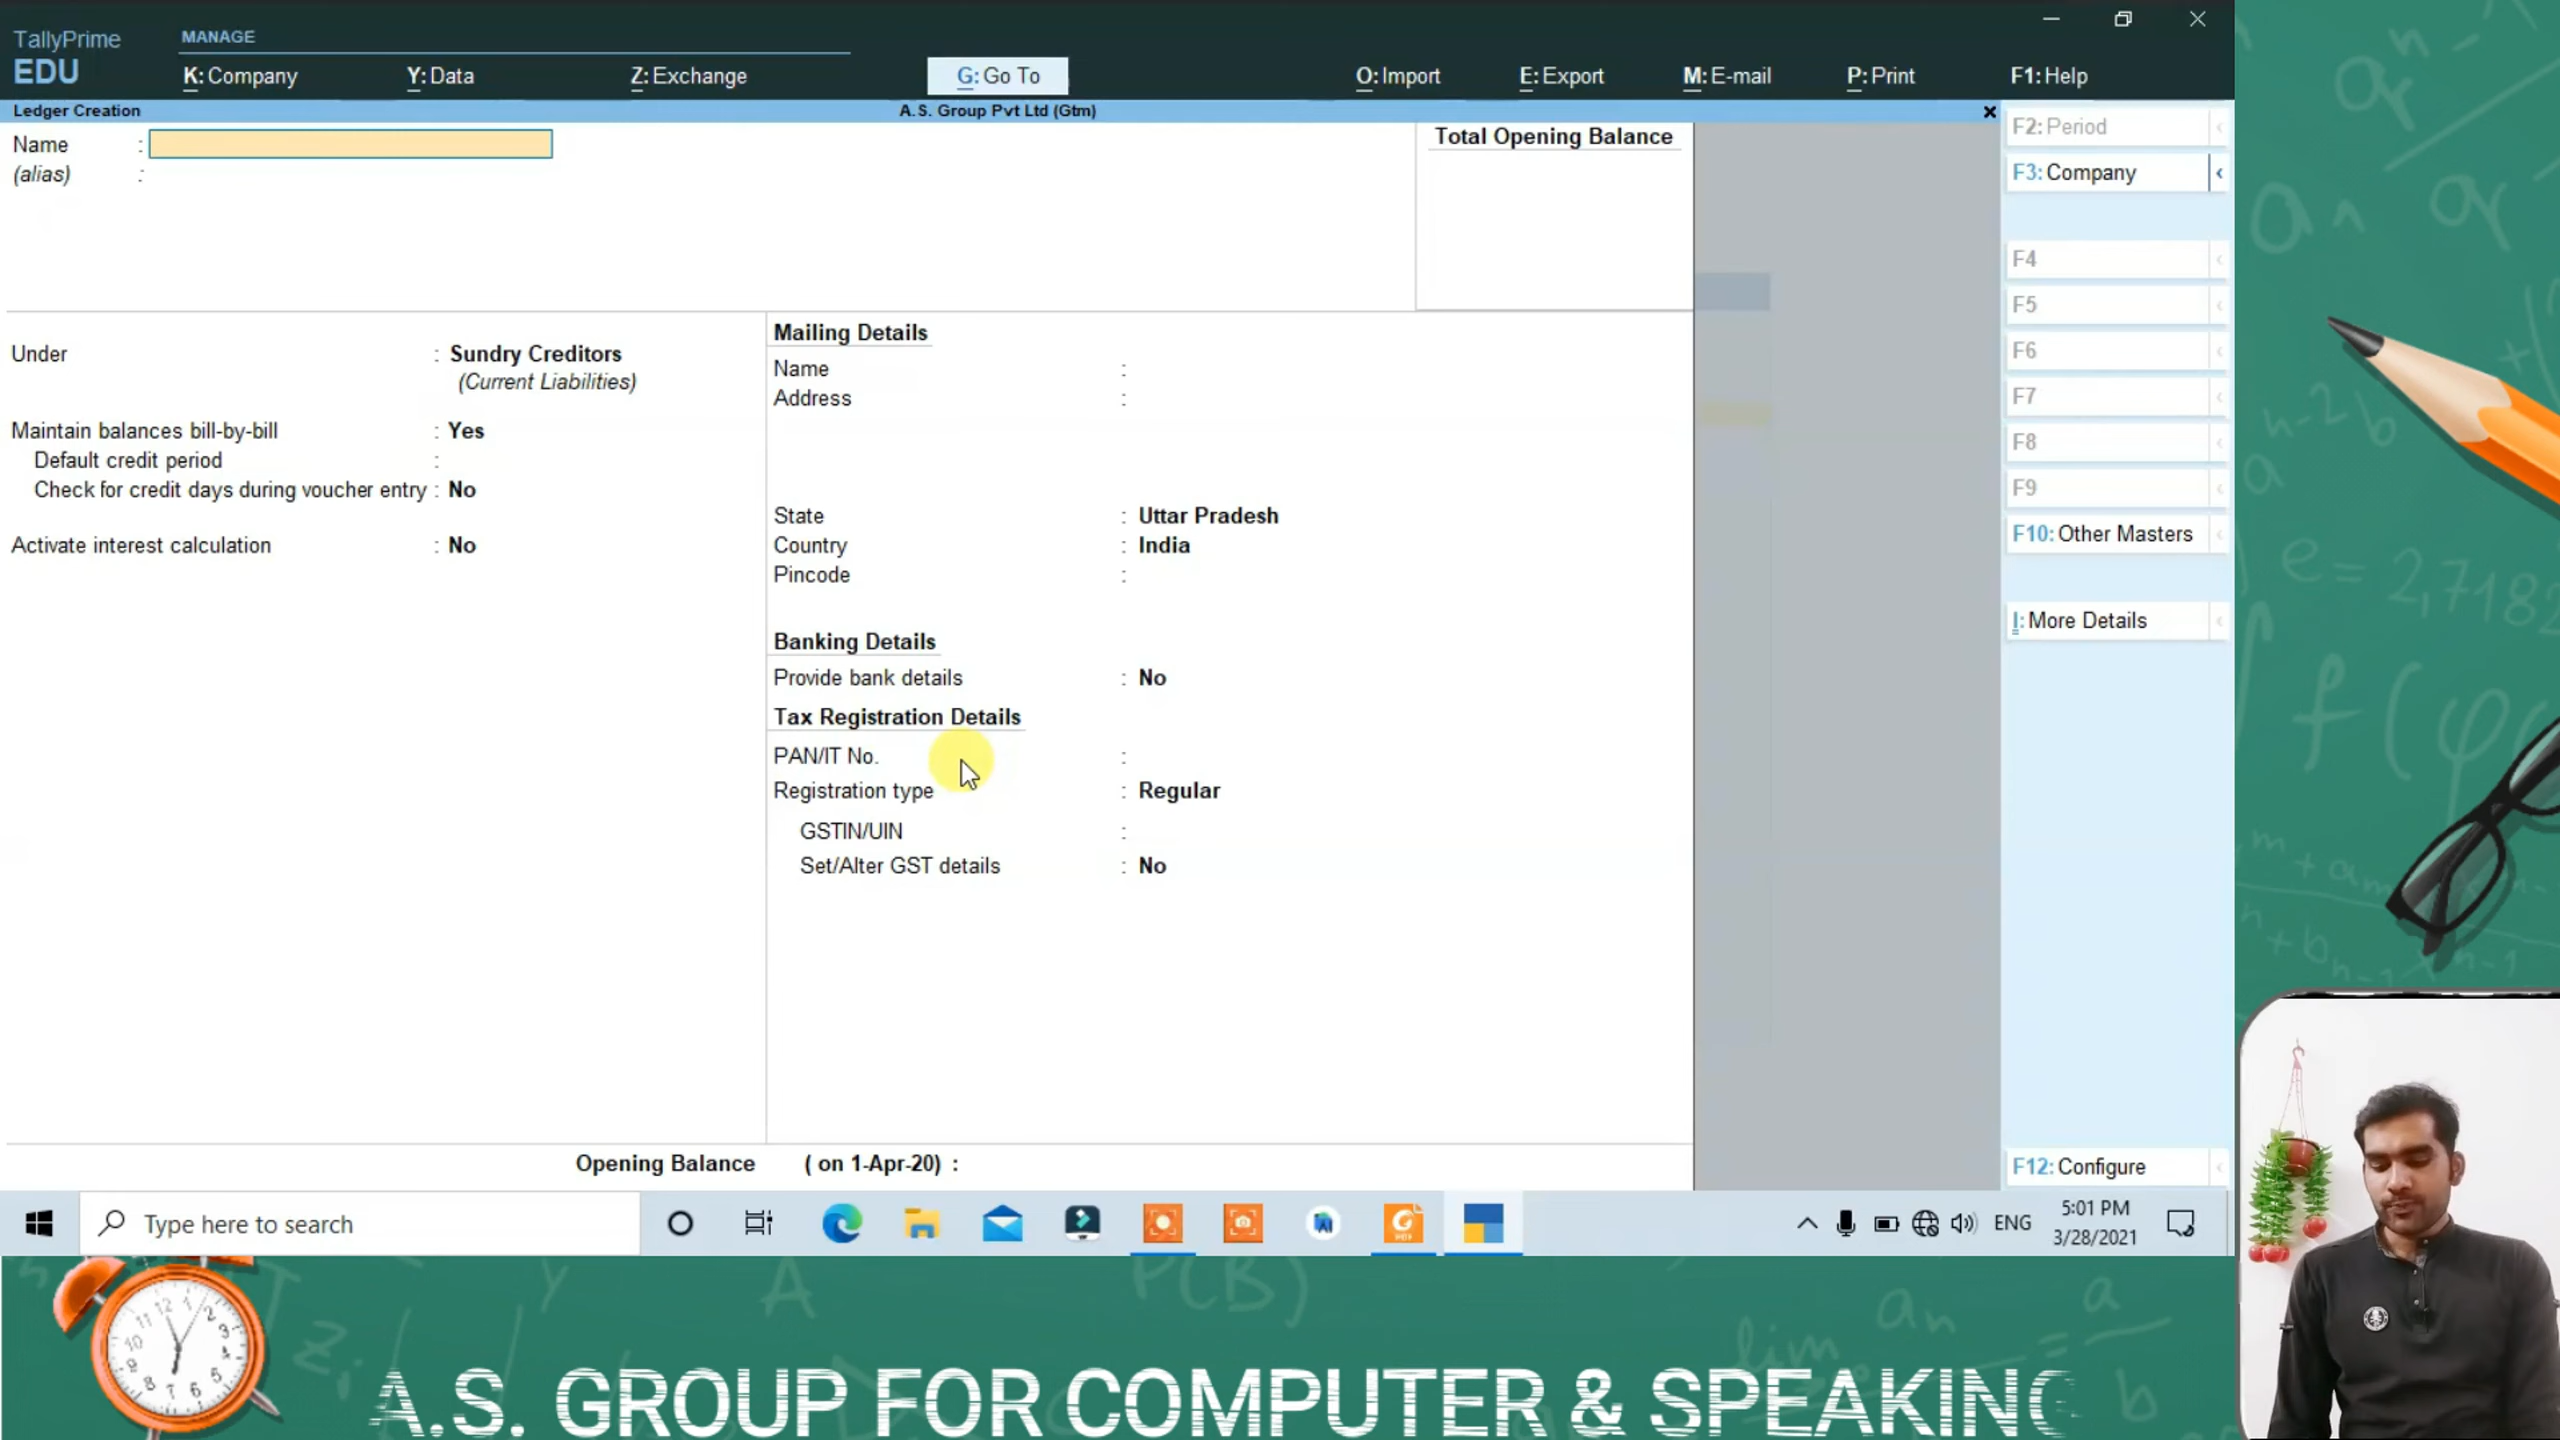 TallyPrime
EDU
MANAGE
K: Company
Y: Data
Z: Exchange
G: Go To
O: Import
E: Export
M: E-mail
P: Print
F1: Help
Ledger Creation
A.S. Group Pvt Ltd (Gtm)
Name :
(alias) :
Total Opening Balance
Under : Sundry Creditors
(Current Liabilities)
Maintain balances bill-by-bill : Yes
Default credit period :
Check for credit days during voucher entry : No
Activate interest calculation : No
Mailing Details
Name :
Address :
State : Uttar Pradesh
Country : India
Pincode :
Banking Details
Provide bank details : No
Tax Registration Details
PAN/IT No. :
Registration type : Regular
GSTIN/UIN :
Set/Alter GST details : No
Opening Balance ( on 1-Apr-20) :
F2: Period
F3: Company
F4
F5
F6
F7
F8
F9
F10: Other Masters
I: More Details
F12: Configure
Type here to search
ENG
5:01 PM
3/28/2021
A.S. GROUP FOR COMPUTER & SPEAKING